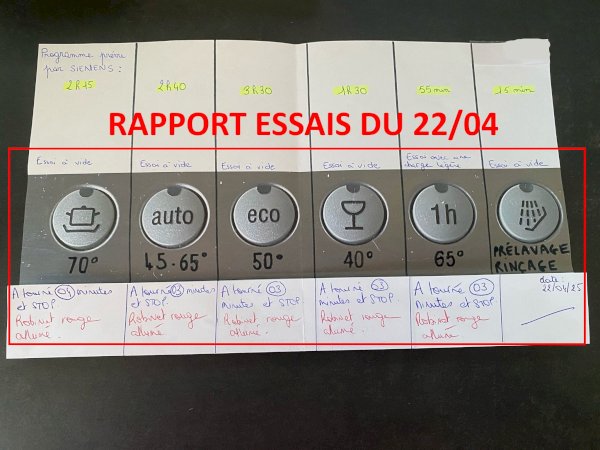 Programme prévu
par SIEMENS :
2H15
2h40
3H30
1H30
55 min
15 min
RAPPORT ESSAIS DU 22/04
Essai à vide
Essai à vide
Essai à vide
Essai à vide
Essai avec une
charge légère
Essai à vide
auto
eco
1h
70°
45.65°
50°
40°
65°
PRÉLAVAGE
RINÇAGE
A tourné 04 minutes
et STOP.
Robinet rouge
allumé.
A tourné 03 minutes
et STOP.
Robinet rouge
allumé.
A tourné 03
minutes et STOP.
Robinet rouge
allumé.
A tourné 03
minutes et STOP.
Robinet rouge
allumé.
A tourné 03
minutes et STOP.
Robinet rouge
allumé
date :
22/04/25